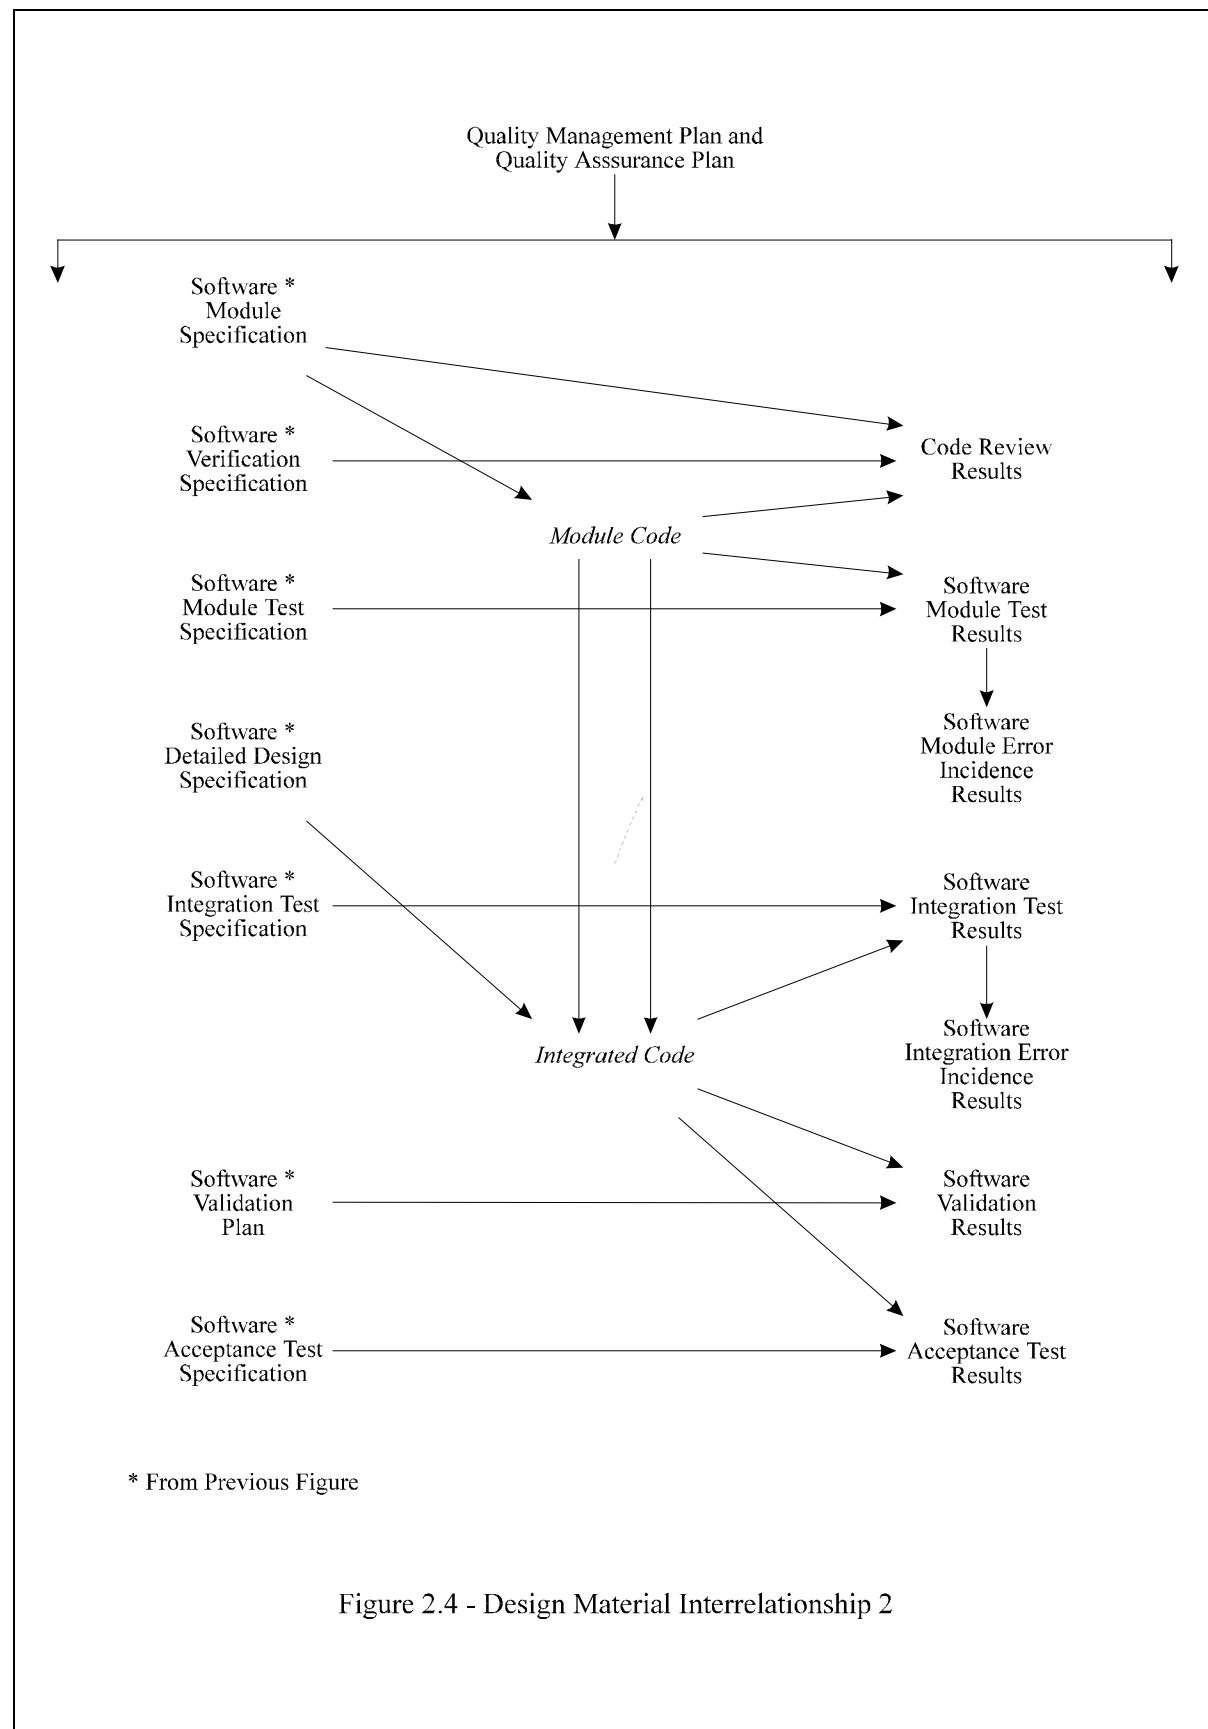 Quality Management Plan and
Quality Asssurance Plan
Software *
Module
Specification
Software *
Verification
Specification
Code Review
Results
Module Code
Software *
Module Test
Specification
Software
Module Test
Results
Software *
Detailed Design
Specification
Software
Module Error
Incidence
Results
Software *
Integration Test
Specification
Software
Integration Test
Results
Integrated Code
Software
Integration Error
Incidence
Results
Software *
Validation
Plan
Software
Validation
Results
Software *
Acceptance Test
Specification
Software
Acceptance Test
Results
* From Previous Figure
Figure 2.4 - Design Material Interrelationship 2